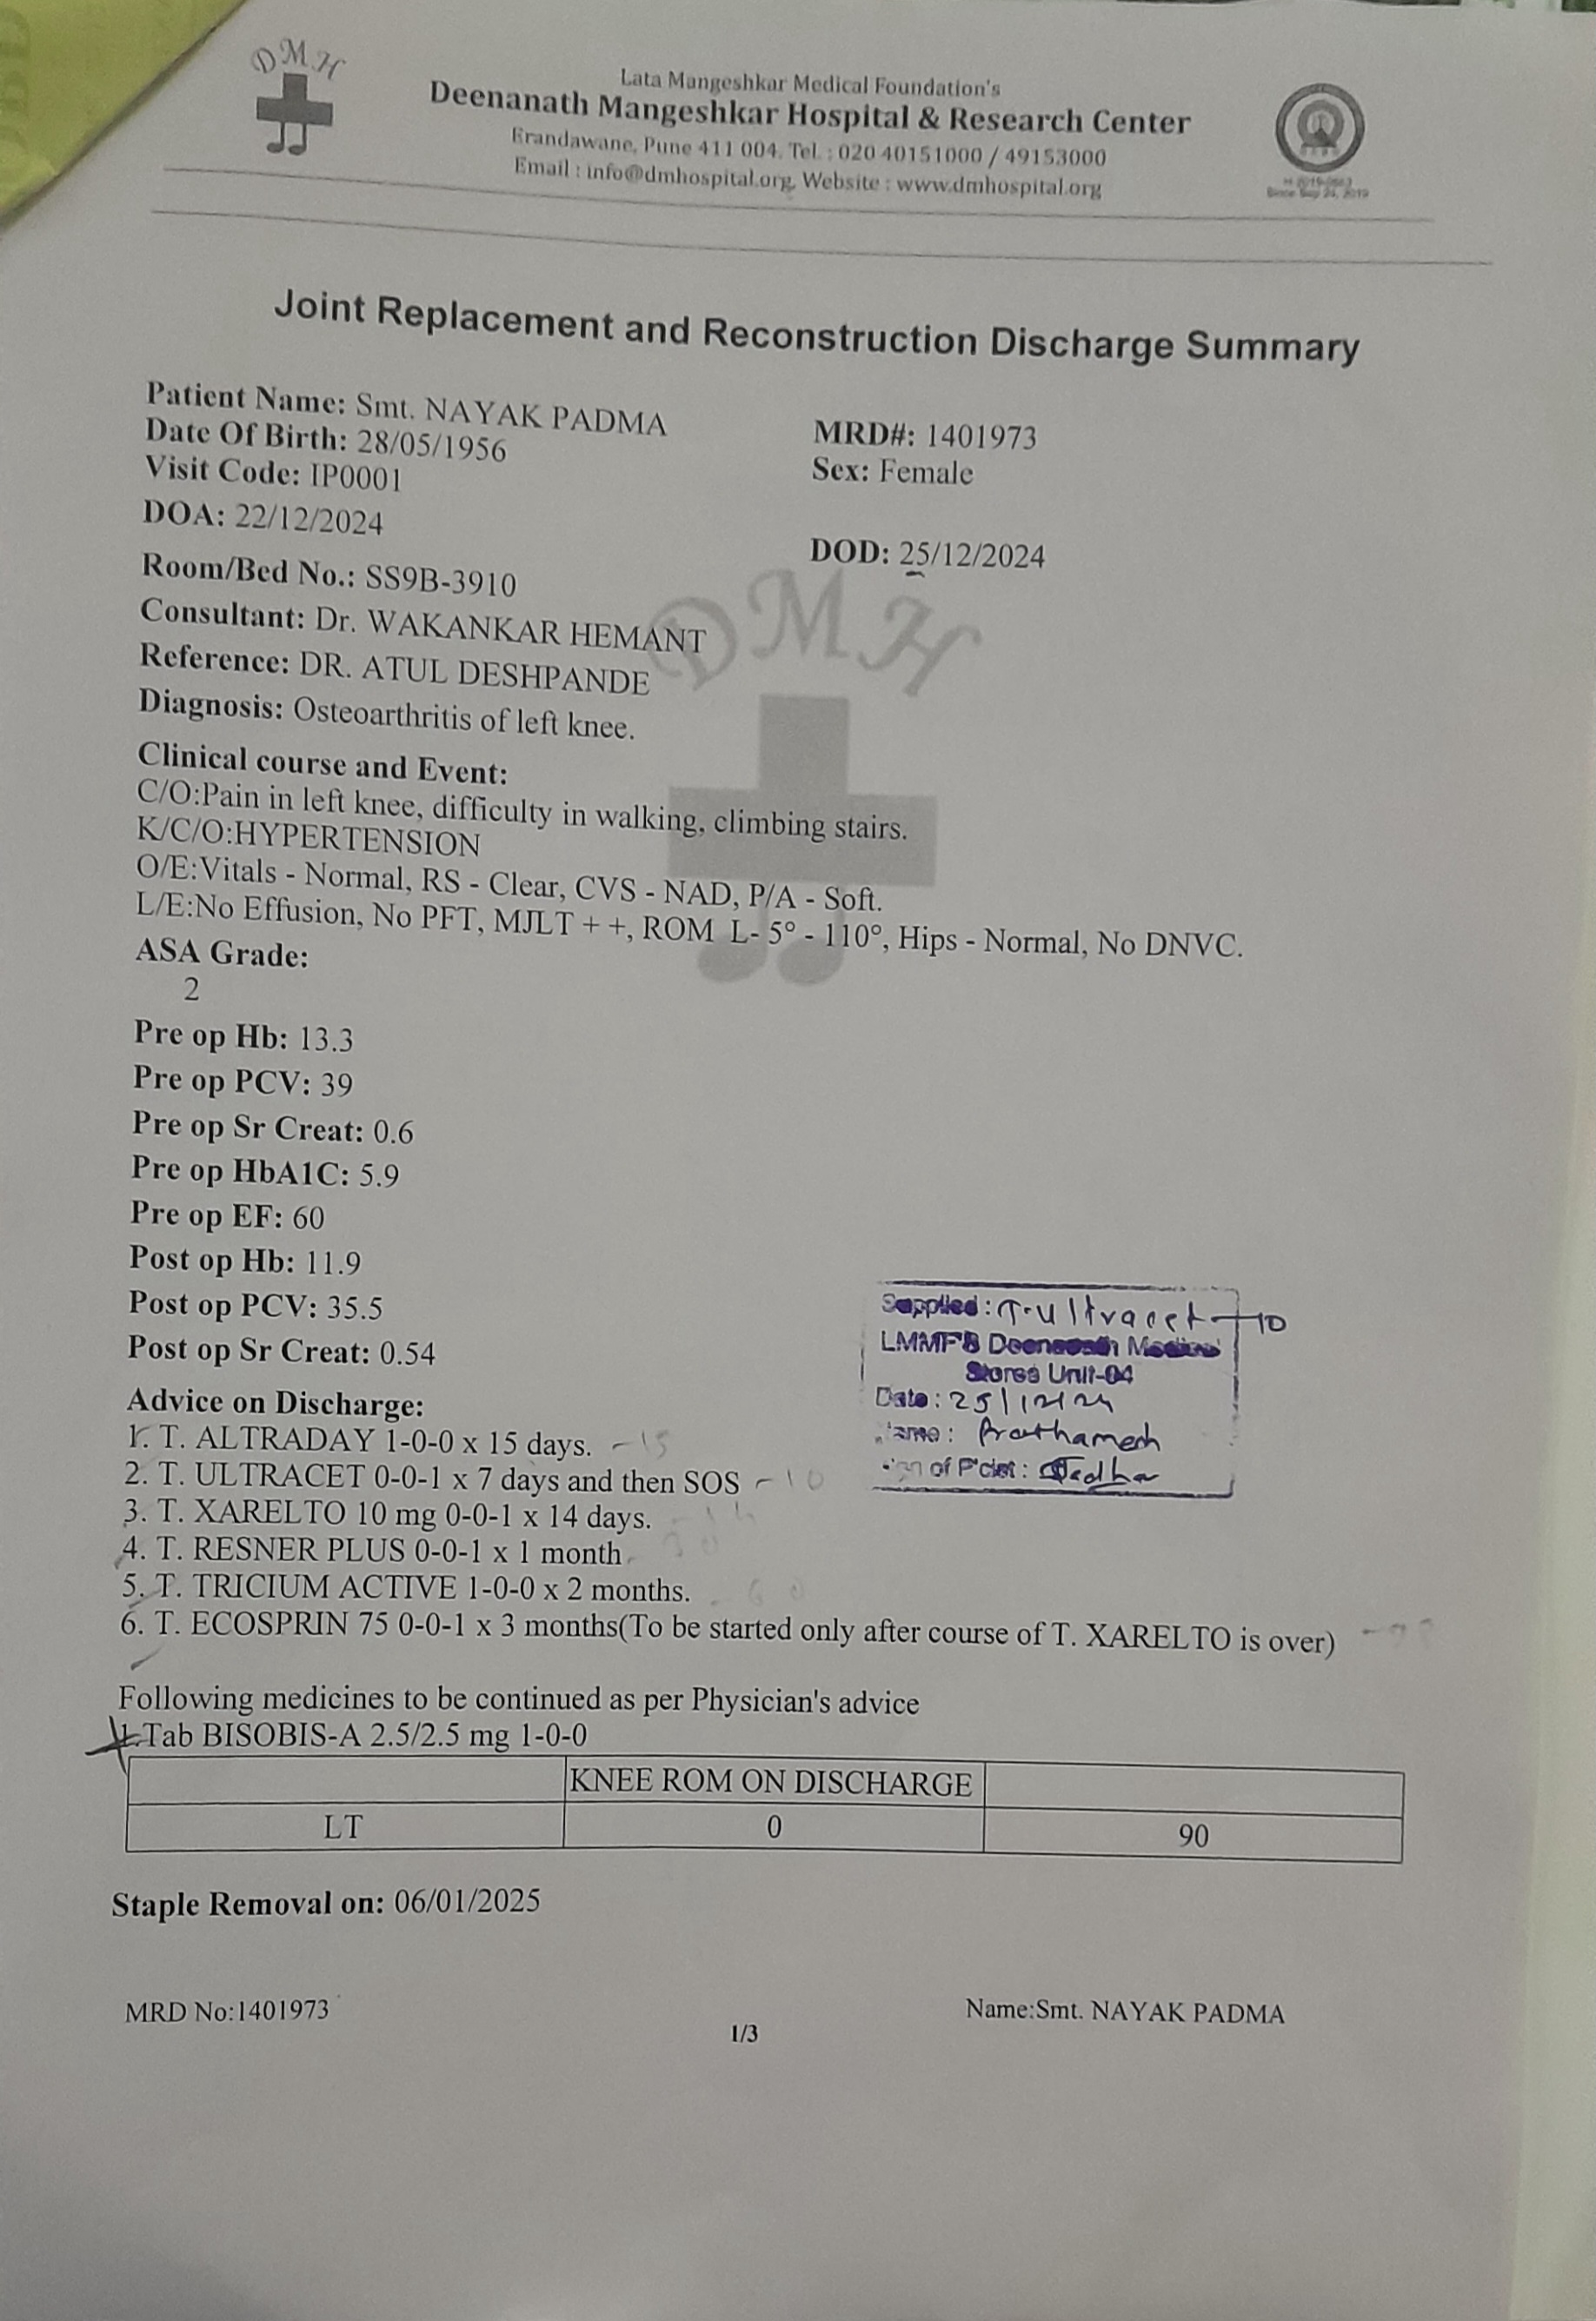 DMH
Lata Mangeshkar Medical Foundation's
Deenanath Mangeshkar Hospital & Research Center
Erandawane, Pune 411 004, Tel. : 020 40151000 / 49153000
Email : info@dmhospital.org, Website : www.dmhospital.org
Joint Replacement and Reconstruction Discharge Summary
Patient Name: Smt. NAYAK PADMA
MRD#: 1401973
Date Of Birth: 28/05/1956
Sex: Female
Visit Code: IP0001
DOA: 22/12/2024
DOD: 25/12/2024
Room/Bed No.: SS9B-3910
Consultant: Dr. WAKANKAR HEMANT
Reference: DR. ATUL DESHPANDE
DMH
Diagnosis: Osteoarthritis of left knee.
Clinical course and Event:
C/O:Pain in left knee, difficulty in walking, climbing stairs.
K/C/O:HYPERTENSION
O/E:Vitals - Normal, RS - Clear, CVS - NAD, P/A - Soft.
L/E:No Effusion, No PFT, MJLT + +, ROM L- 5° - 110°, Hips - Normal, No DNVC.
ASA Grade:
2
Pre op Hb: 13.3
Pre op PCV: 39
Pre op Sr Creat: 0.6
Pre op HbA1C: 5.9
Pre op EF: 60
Post op Hb: 11.9
Post op PCV: 35.5
Post op Sr Creat: 0.54
Supplied: T-Ultracet - 10
LMMF'S Deenanath Medical
Stores Unit-04
Date: 25/12/24
Name: Prathamesh
Sign of P'cist:
Advice on Discharge:
1. T. ALTRADAY 1-0-0 x 15 days. - 15
2. T. ULTRACET 0-0-1 x 7 days and then SOS - 10
3. T. XARELTO 10 mg 0-0-1 x 14 days.
4. T. RESNER PLUS 0-0-1 x 1 month
5. T. TRICIUM ACTIVE 1-0-0 x 2 months. - 60
6. T. ECOSPRIN 75 0-0-1 x 3 months(To be started only after course of T. XARELTO is over)
Following medicines to be continued as per Physician's advice
1.Tab BISOBIS-A 2.5/2.5 mg 1-0-0
KNEE ROM ON DISCHARGE
LT 0 90
Staple Removal on: 06/01/2025
MRD No:1401973
Name:Smt. NAYAK PADMA
1/3